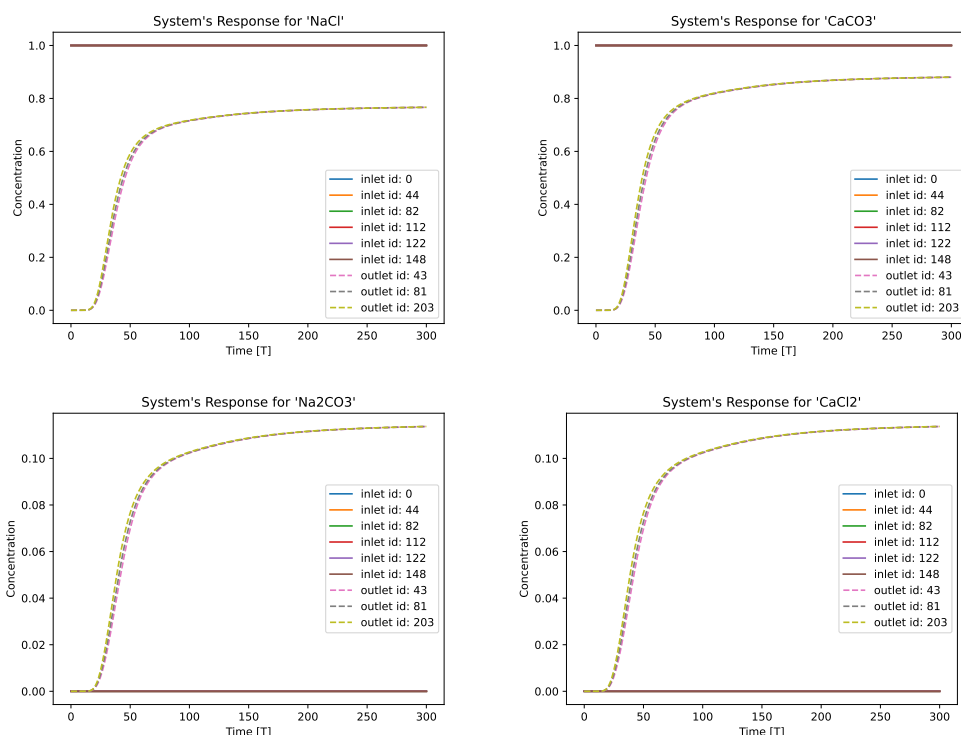 System's Response for 'NaCl'
1.0
0.8
0.6
0.4
0.2
0.0
Concentration
inlet id: 0
inlet id: 44
inlet id: 82
inlet id: 112
inlet id: 122
inlet id: 148
outlet id: 43
outlet id: 81
outlet id: 203
0 50 100 150 200 250 300
Time [T]
System's Response for 'CaCO3'
1.0
0.8
0.6
0.4
0.2
0.0
Concentration
inlet id: 0
inlet id: 44
inlet id: 82
inlet id: 112
inlet id: 122
inlet id: 148
outlet id: 43
outlet id: 81
outlet id: 203
0 50 100 150 200 250 300
Time [T]
System's Response for 'Na2CO3'
0.10
0.08
0.06
0.04
0.02
0.00
Concentration
inlet id: 0
inlet id: 44
inlet id: 82
inlet id: 112
inlet id: 122
inlet id: 148
outlet id: 43
outlet id: 81
outlet id: 203
0 50 100 150 200 250 300
Time [T]
System's Response for 'CaCl2'
0.10
0.08
0.06
0.04
0.02
0.00
Concentration
inlet id: 0
inlet id: 44
inlet id: 82
inlet id: 112
inlet id: 122
inlet id: 148
outlet id: 43
outlet id: 81
outlet id: 203
0 50 100 150 200 250 300
Time [T]